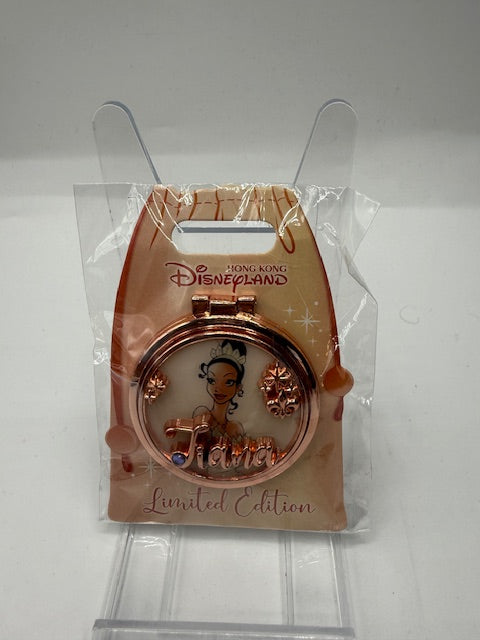 HONG KONG
DISNEYLAND
Tiana
Limited Edition